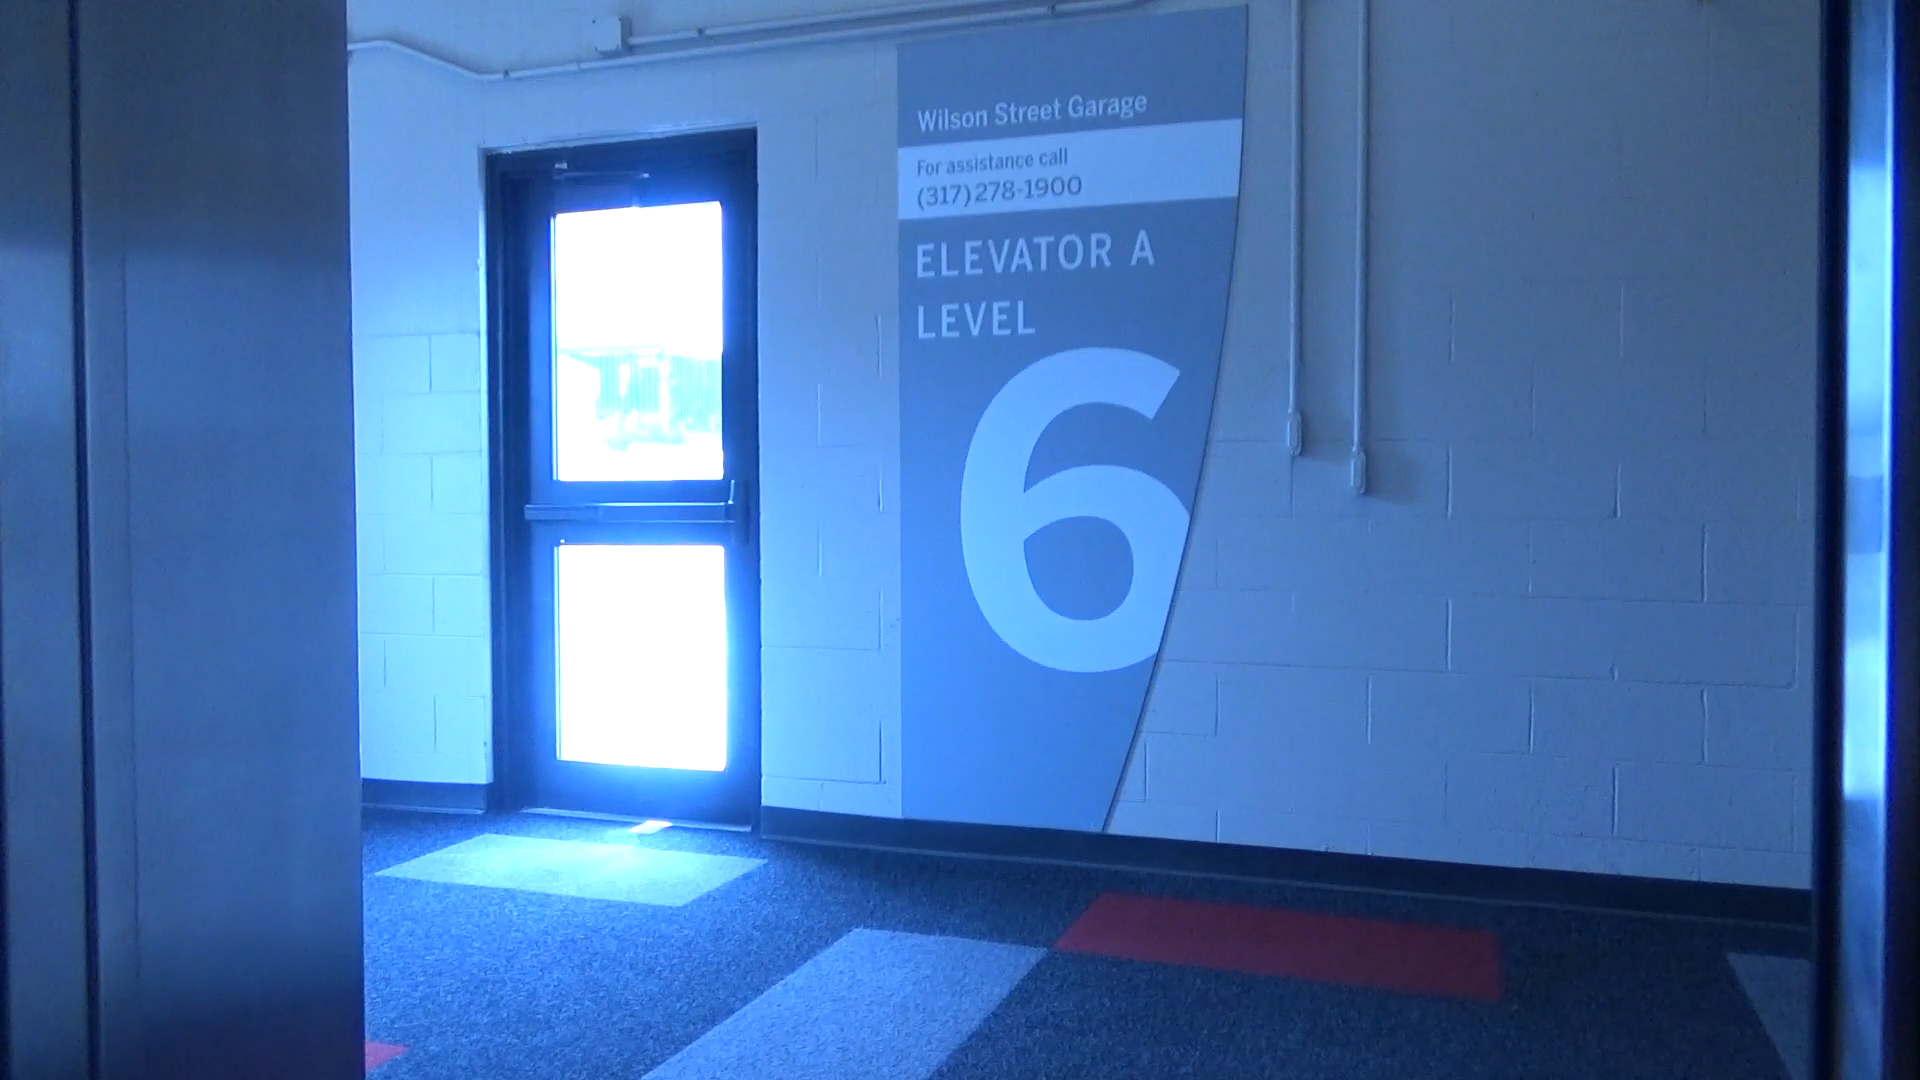 Wilson Street Garage
For assistance call
(317) 278-1900
ELEVATOR A
LEVEL
6